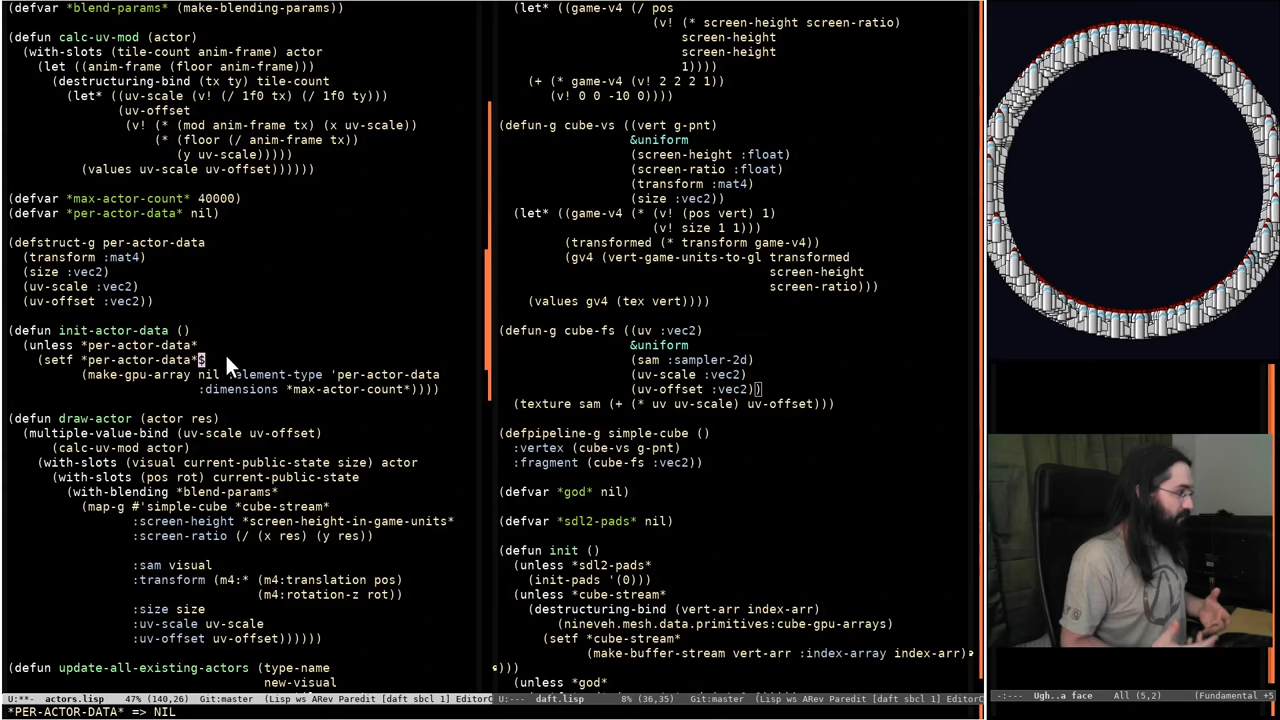 (defvar *blend-params* (make-blending-params))
(defun calc-uv-mod (actor)
(with-slots (tile-count anim-frame) actor
(let ((anim-frame (floor anim-frame)))
(destructuring-bind (tx ty) tile-count
(let* ((uv-scale (v! (/ 1f0 tx) (/ 1f0 ty)))
(uv-offset
(v! (* (mod anim-frame tx) (x uv-scale))
(* (floor (/ anim-frame tx))
(y uv-scale)))))
(values uv-scale uv-offset))))))
(defvar *max-actor-count* 40000)
(defvar *per-actor-data* nil)
(defstruct-g per-actor-data
(transform :mat4)
(size :vec2)
(uv-scale :vec2)
(uv-offset :vec2))
(defun init-actor-data ()
(unless *per-actor-data*
(setf *per-actor-data*$
(make-gpu-array nil :element-type 'per-actor-data
:dimensions *max-actor-count*))))
(defun draw-actor (actor res)
(multiple-value-bind (uv-scale uv-offset)
(calc-uv-mod actor)
(with-slots (visual current-public-state size) actor
(with-slots (pos rot) current-public-state
(with-blending *blend-params*
(map-g #'simple-cube *cube-stream*
:screen-height *screen-height-in-game-units*
:screen-ratio (/ (x res) (y res))
:sam visual
:transform (m4:* (m4:translation pos)
(m4:rotation-z rot))
:size size
:uv-scale uv-scale
:uv-offset uv-offset))))))
(defun update-all-existing-actors (type-name
new-visual
U:**- actors.lisp 47% (140,26) Git:master (Lisp ws ARev Paredit [daft sbcl 1] EditorC
*PER-ACTOR-DATA* => NIL
(let* ((game-v4 (/ pos
(v! (* screen-height screen-ratio)
screen-height
screen-height
1))))
(+ (* game-v4 (v! 2 2 2 1))
(v! 0 0 -10 0))))
(defun-g cube-vs ((vert g-pnt)
&uniform
(screen-height :float)
(screen-ratio :float)
(transform :mat4)
(size :vec2))
(let* ((game-v4 (* (v! (pos vert) 1)
(v! size 1 1)))
(transformed (* transform game-v4))
(gv4 (vert-game-units-to-gl transformed
screen-height
screen-ratio)))
(values gv4 (tex vert))))
(defun-g cube-fs ((uv :vec2)
&uniform
(sam :sampler-2d)
(uv-scale :vec2)
(uv-offset :vec2))
(texture sam (+ (* uv uv-scale) uv-offset)))
(defpipeline-g simple-cube ()
:vertex (cube-vs g-pnt)
:fragment (cube-fs :vec2))
(defvar *god* nil)
(defvar *sdl2-pads* nil)
(defun init ()
(unless *sdl2-pads*
(init-pads '(0)))
(unless *cube-stream*
(destructuring-bind (vert-arr index-arr)
(nineveh.mesh.data.primitives:cube-gpu-arrays)
(setf *cube-stream*
(make-buffer-stream vert-arr :index-array index-arr)
)))
(unless *god*
U:--- daft.lisp 8% (36,35) Git:master (Lisp ws ARev Paredit [daft sbcl 1] EditorC
-:--- Ugh..a face All (5,2) (Fundamental +5